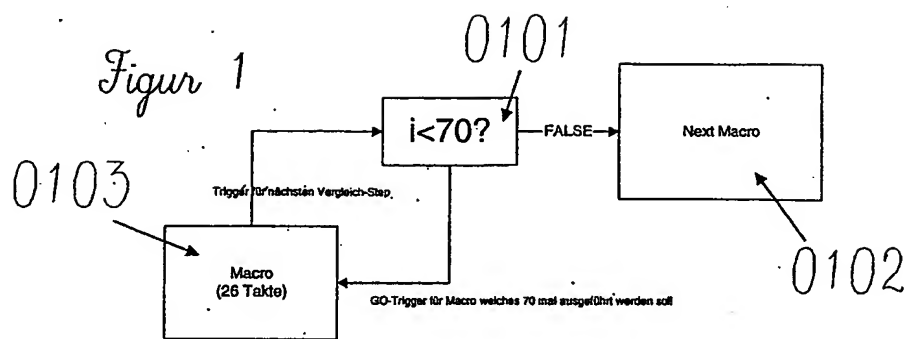 Figur 1
0101
i<70?
FALSE
Next Macro
0103
Trigger für nächsten Vergleich-Step
0102
Macro
(26 Takte)
GO-Trigger für Macro welches 70 mal ausgeführt werden soll